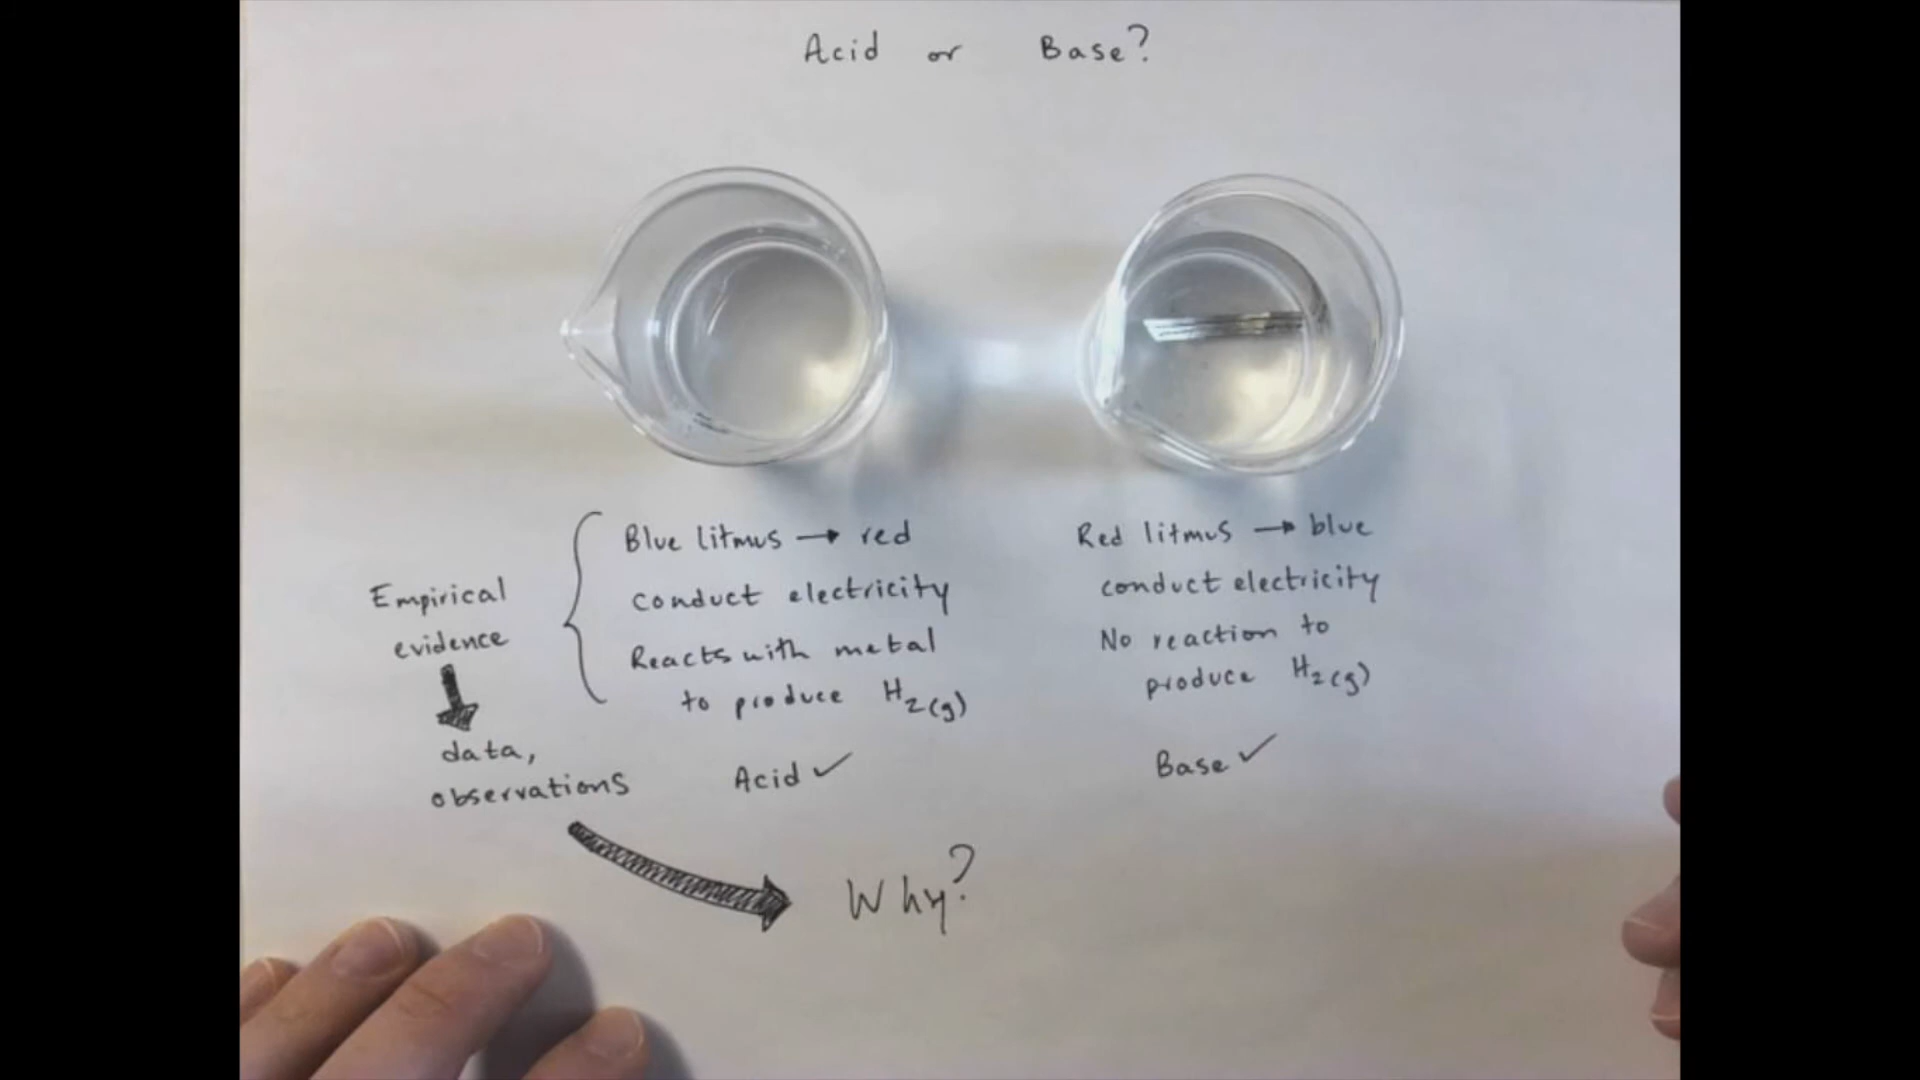 Acid or Base?
Empirical
evidence
data,
observations
Blue litmus → red
conduct electricity
Reacts with metal
to produce H2(g)
Acid ✓
Red litmus → blue
conduct electricity
No reaction to
produce H2(g)
Base ✓
Why?